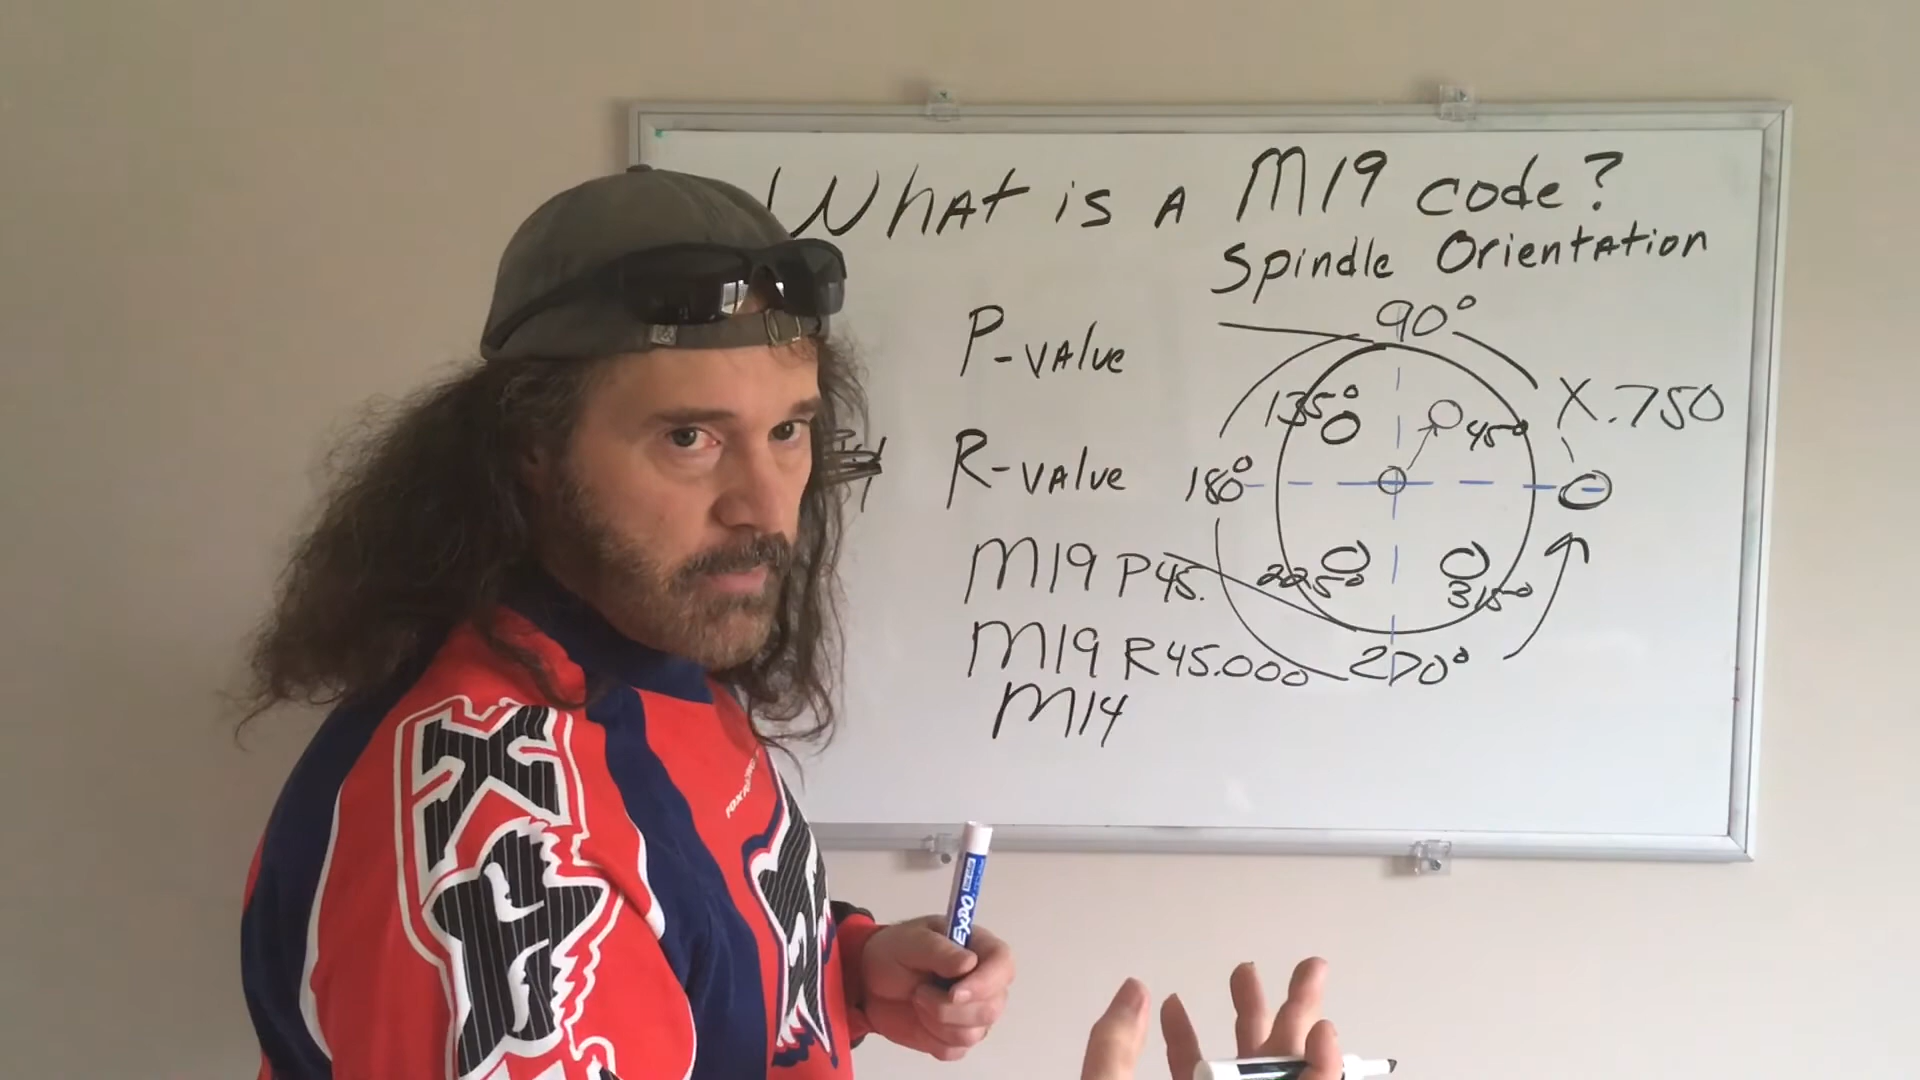 What is A M19 code?
Spindle Orientation
P-value
R-value
M19 P45.
M19 R45.000
M14
90°
135°
45°
X.750
180°
225°
315°
270°
EXPO